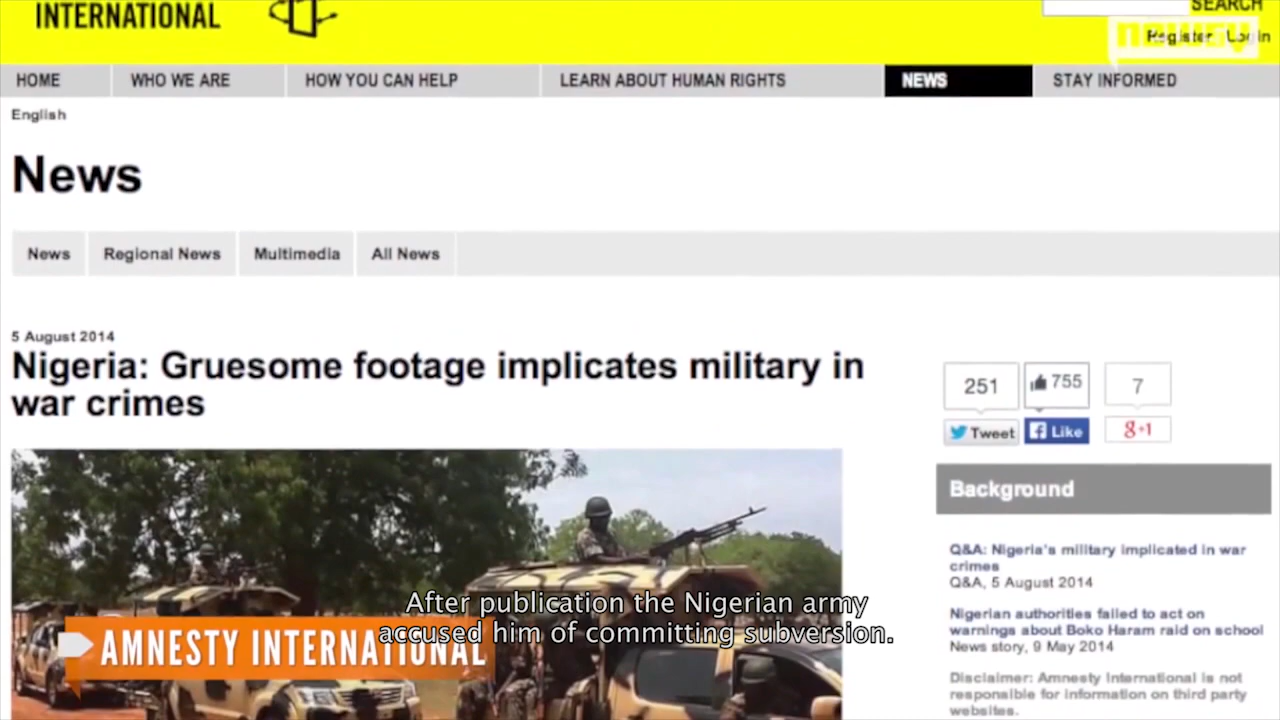 INTERNATIONAL
SEARCH
newsy
Register Login
HOME WHO WE ARE HOW YOU CAN HELP LEARN ABOUT HUMAN RIGHTS NEWS STAY INFORMED
English
News
News Regional News Multimedia All News
5 August 2014
Nigeria: Gruesome footage implicates military in
war crimes
251 755 7
Tweet Like g+1
Background
Q&A: Nigeria's military implicated in war
crimes
Q&A, 5 August 2014
Nigerian authorities failed to act on
warnings about Boko Haram raid on school
News story, 9 May 2014
Disclaimer: Amnesty International is not
responsible for information on third party
websites.
After publication the Nigerian army
accused him of committing subversion.
AMNESTY INTERNATIONAL